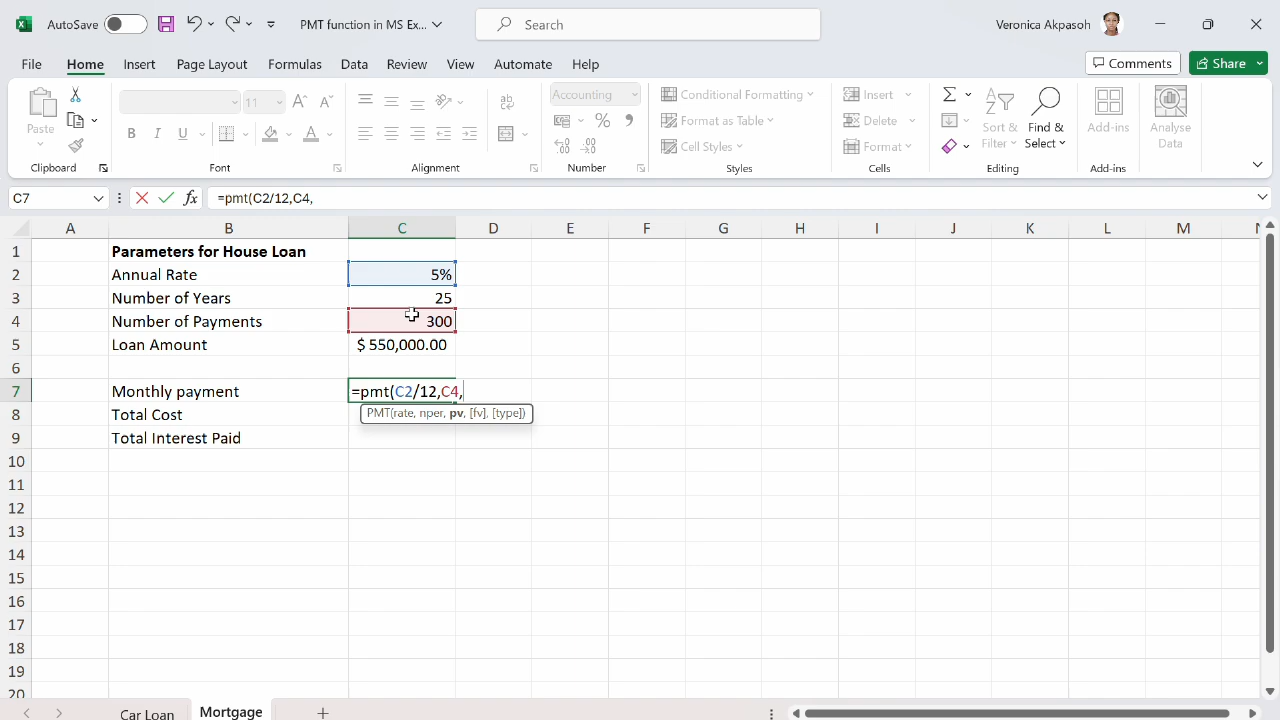 AutoSave
PMT function in MS Ex...
Search
Veronica Akpasoh
File Home Insert Page Layout Formulas Data Review View Automate Help
Comments
Share
Paste
Clipboard
11
B I U A
Font
ab
Alignment
Accounting
% ,
Number
Conditional Formatting
Format as Table
Cell Styles
Styles
Insert
Delete
Format
Cells
Sort & Filter
Find & Select
Editing
Add-ins
Add-ins
Analyse Data
C7
fx
=pmt(C2/12,C4,
A B C D E F G H I J K L M
1 Parameters for House Loan
2 Annual Rate 5%
3 Number of Years 25
4 Number of Payments 300
5 Loan Amount $ 550,000.00
6
7 Monthly payment =pmt(C2/12,C4,
PMT(rate, nper, pv, [fv], [type])
8 Total Cost
9 Total Interest Paid
10
11
12
13
14
15
16
17
18
19
20
Car Loan
Mortgage